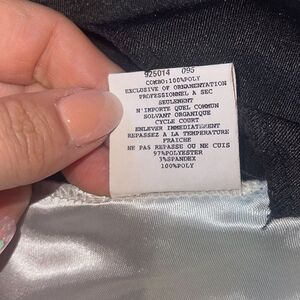 925014 095
COMBO:100%POLY
EXCLUSIVE OF ORNAMENTATION
PROFESSIONNEL A SEC
SEULEMENT
N'IMPORTE QUEL COMMUN
SOLVANT ORGANIQUE
CYCLE COURT
ENLEVER IMMEDIATEMENT
REPASSEZ A LA TEMPERATURE
FRAICHE
NE PAS REPASSE OU NE CUIS
97%POLYESTER
3%SPANDEX
100%POLY